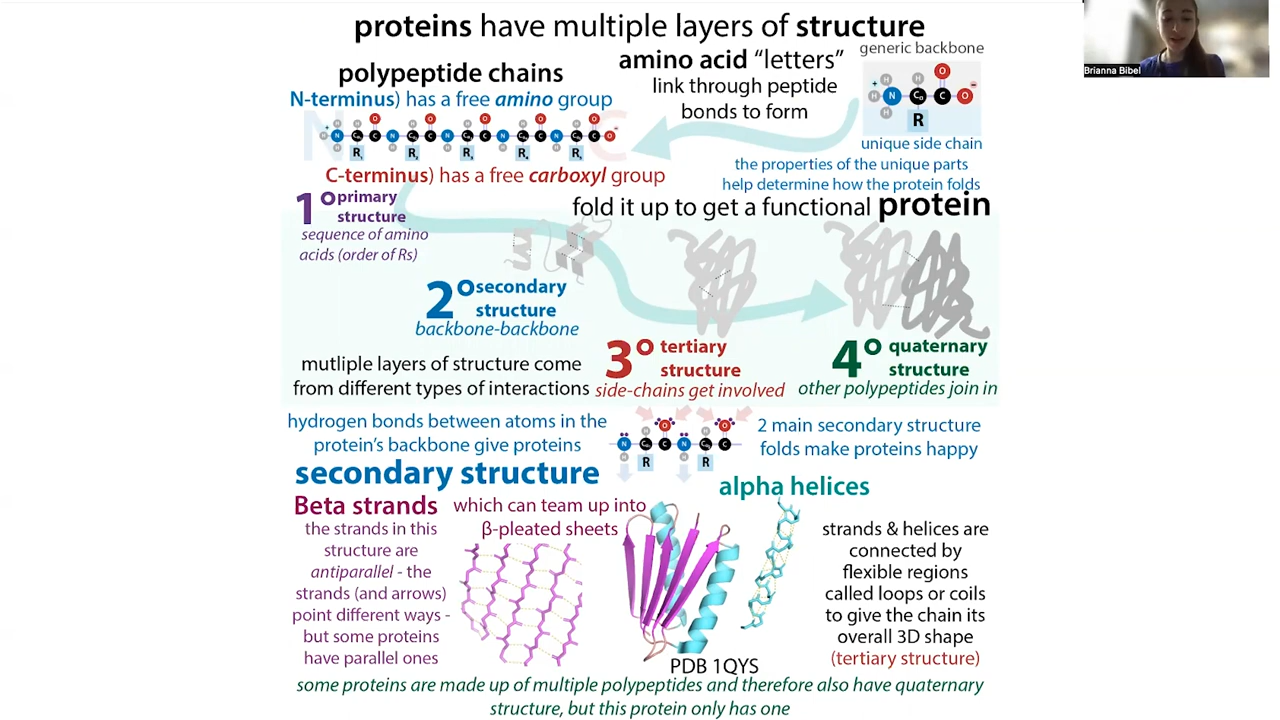 proteins have multiple layers of structure
Brianna Bibel
polypeptide chains
N-terminus) has a free amino group
C-terminus) has a free carboxyl group
amino acid “letters”
link through peptide
bonds to form
generic backbone
R
unique side chain
the properties of the unique parts
help determine how the protein folds
fold it up to get a functional protein
1° primary
structure
sequence of amino
acids (order of Rs)
2° secondary
structure
backbone-backbone
mutliple layers of structure come
from different types of interactions
3° tertiary
structure
side-chains get involved
4° quaternary
structure
other polypeptides join in
hydrogen bonds between atoms in the
protein’s backbone give proteins
secondary structure
R R
2 main secondary structure
folds make proteins happy
Beta strands
which can team up into
β-pleated sheets
the strands in this
structure are
antiparallel - the
strands (and arrows)
point different ways -
but some proteins
have parallel ones
alpha helices
strands & helices are
connected by
flexible regions
called loops or coils
to give the chain its
overall 3D shape
(tertiary structure)
PDB 1QYS
some proteins are made up of multiple polypeptides and therefore also have quaternary
structure, but this protein only has one